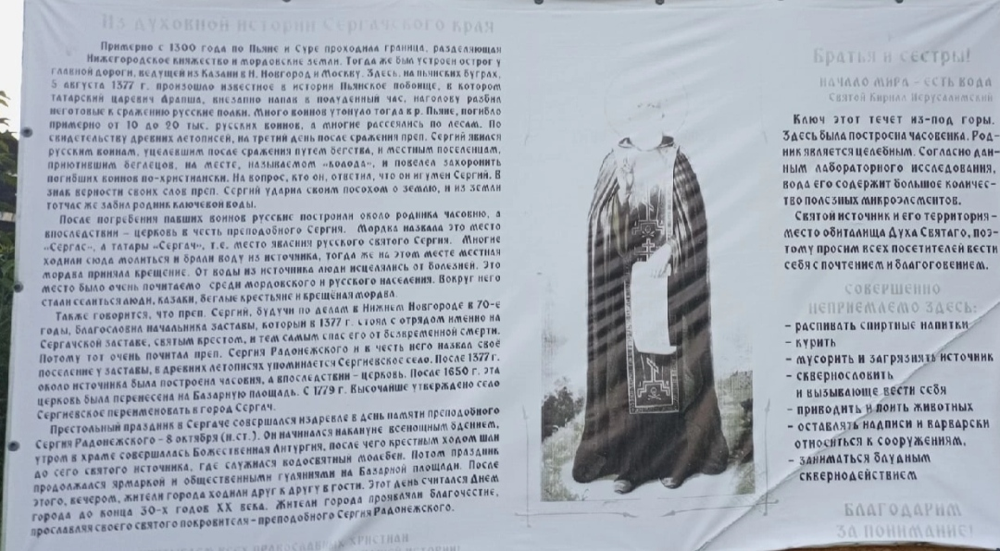 Из духовной истории Сергачского края
Примерно с 1300 года по Пьяне и Суре проходила граница, разделяющая
Нижегородское княжество и мордовские земли. Тогда же был устроен острог у
главной дороги, ведущей из Казани в Н. Новгород и Москву. Здесь, на пьянских буграх,
5 августа 1377 г. произошло известное в истории Пьянское побоище, в котором
татарский царевич Арапша, внезапно напав в полуденный час, наголову разбил
неготовые к сражению русские полки. Много воинов утонуло тогда в р. Пьяне, погибло
примерно от 10 до 20 тыс. русских воинов, а многие рассеялись по лесам. По
свидетельству древних летописей, на третий день после сражения преп. Сергий явился
русским воинам, уцелевшим после сражения путем бегства, и местным поселенцам,
приютившим беглецов, на месте, называемом «колода», и повелел захоронить
погибших воинов по-христиански. На вопрос, кто он, ответил, что он игумен Сергий. В
знак верности своих слов преп. Сергий ударил своим посохом о землю, и из земли
тотчас же забил родник ключевой воды.
После погребения павших воинов русские построили около родника часовню, а
впоследствии - церковь в честь преподобного Сергия. Мордва назвала это место
«Сергас», а татары «Сергач», т.е. место явления русского святого Сергия. Многие
ходили сюда молиться и брали воду из источника, тогда же на этом месте местная
мордва приняла крещение. От воды из источника люди исцелялись от болезней. Это
место было очень почитаемо среди мордовского и русского населения. Вокруг него
стали селиться люди, казаки, беглые крестьяне и крещёная мордва.
Также говорится, что преп. Сергий, будучи по делам в Нижнем Новгороде в 70-е
годы, благословил начальника заставы, который в 1377 г. стоял с отрядом именно на
Сергачской заставе, святым крестом, и тем самым спас его от безвременной смерти.
Потому тот очень почитал преп. Сергия Радонежского и в честь него назвал своё
поселение у заставы, в древних летописях упоминается Сергиевское село. После 1377 г.
около источника была построена часовня, а впоследствии - церковь. После 1650 г. эта
церковь была перенесена на Базарную площадь. С 1779 г. Высочайше утверждено село
Сергиевское переименовать в город Сергач.
Престольный праздник в Сергаче совершался издревле в день памяти преподобного
Сергия Радонежского - 8 октября (н.ст.). Он начинался накануне всенощным бдением,
утром в храме совершалась Божественная Литургия, после чего крестным ходом шли
до сего святого источника, где служился водосвятный молебен. Потом праздник
продолжался ярмаркой и общественными гуляниями на Базарной площади. После
этого, вечером, жители города ходили друг к другу в гости. Этот день считался Днем
города до конца 30-х годов XX века. Жители города проявляли благочестие,
прославляя своего святого покровителя - преподобного Сергия Радонежского.
всех православных христиан
Братья и сестры!
Начало мира - есть вода
Святой Кирилл Иерусалимский
Ключ этот течет из-под горы.
Здесь была построена часовенка. Род-
ник является целебным. Согласно дан-
ным лабораторного исследования,
вода его содержит большое количес-
тво полезных микроэлементов.
Святой источник и его территория -
место обиталища Духа Святаго, поэ-
тому просим всех посетителей вести
себя с почтением и благоговением.
Совершенно
неприемлемо здесь:
- распивать спиртные напитки
- курить
- мусорить и загрязнять источник
- сквернословить
и вызывающе вести себя
- приводить и поить животных
- оставлять надписи и варварски
относиться к сооружениям,
- заниматься блудным
скверно­действием
Благодарим
за понимание!